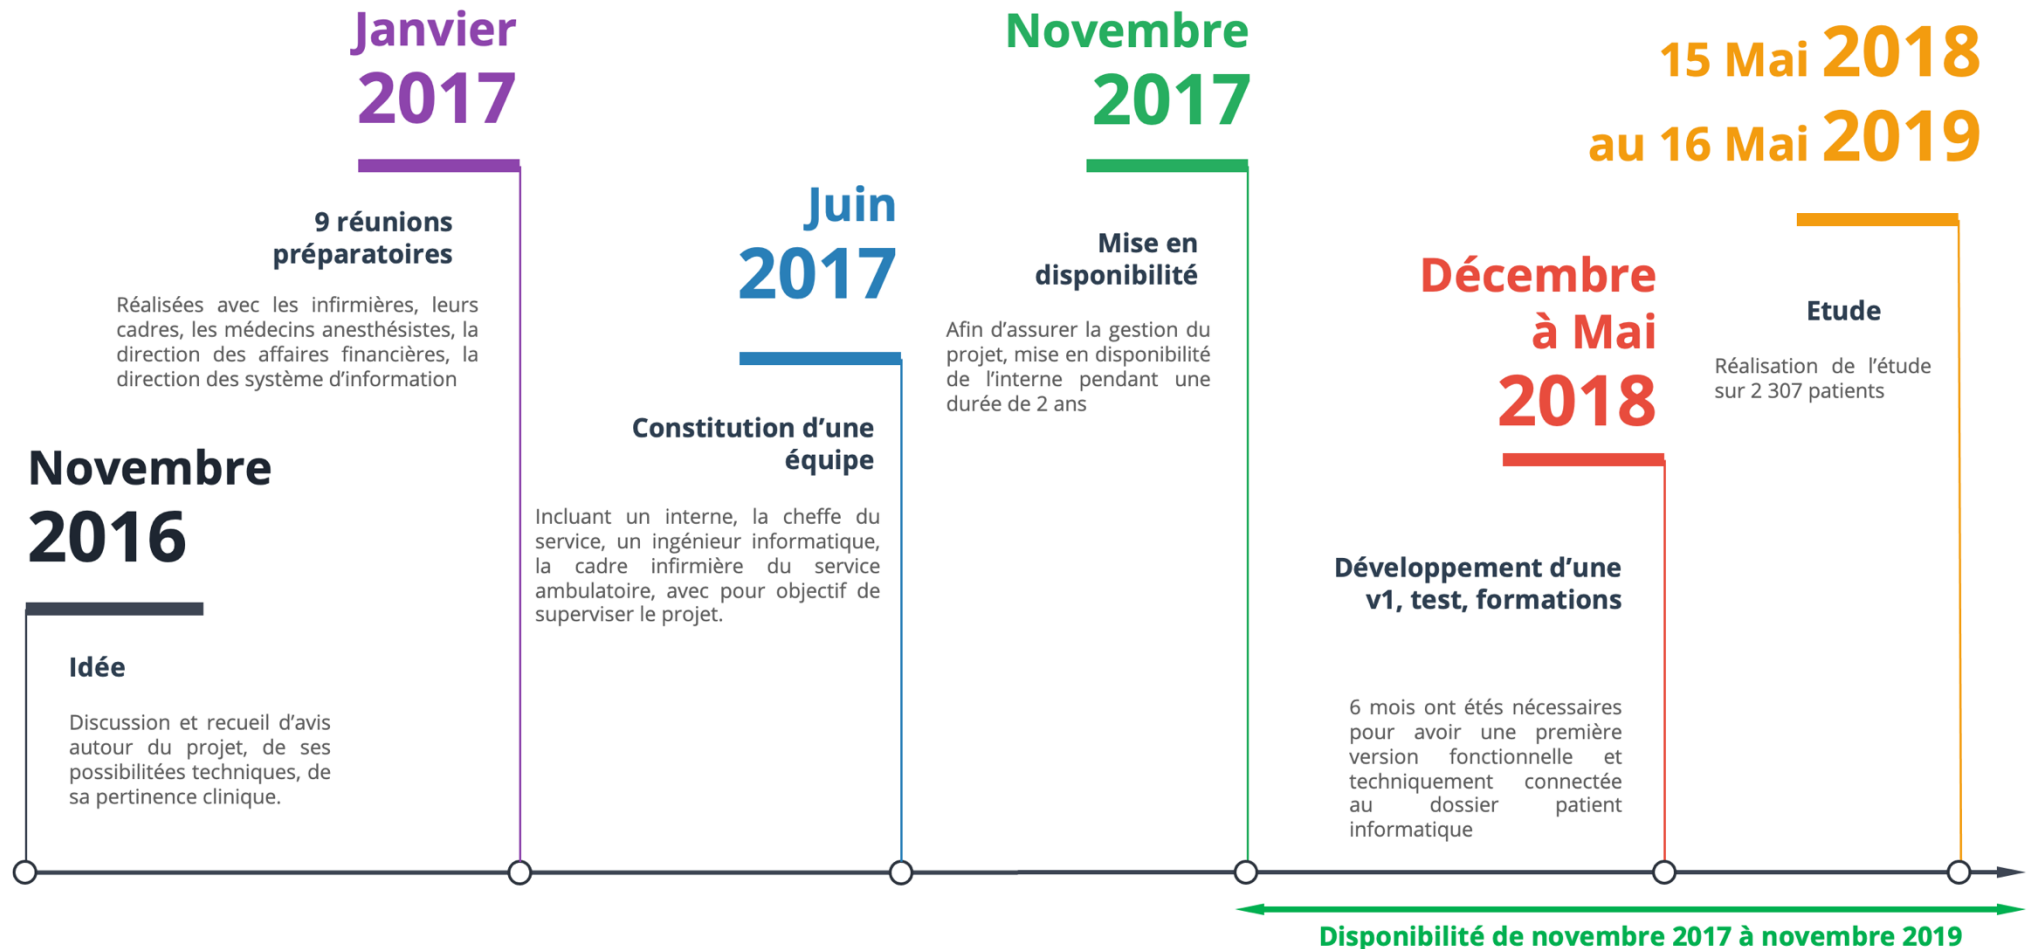 Novembre
2016
Idée
Discussion et recueil d’avis
autour du projet, de ses
possibilitées techniques, de
sa pertinence clinique.
Janvier
2017
9 réunions
préparatoires
Réalisées avec les infirmières, leurs
cadres, les médecins anesthésistes, la
direction des affaires financières, la
direction des système d’information
Juin
2017
Constitution d’une
équipe
Incluant un interne, la cheffe du
service, un ingénieur informatique,
la cadre infirmière du service
ambulatoire, avec pour objectif de
superviser le projet.
Novembre
2017
Mise en
disponibilité
Afin d’assurer la gestion du
projet, mise en disponibilité
de l’interne pendant une
durée de 2 ans
Décembre
à Mai
2018
Développement d’une
v1, test, formations
6 mois ont étés nécessaires
pour avoir une première
version fonctionnelle et
techniquement connectée
au dossier patient
informatique
15 Mai 2018
au 16 Mai 2019
Etude
Réalisation de l’étude
sur 2 307 patients
Disponibilité de novembre 2017 à novembre 2019